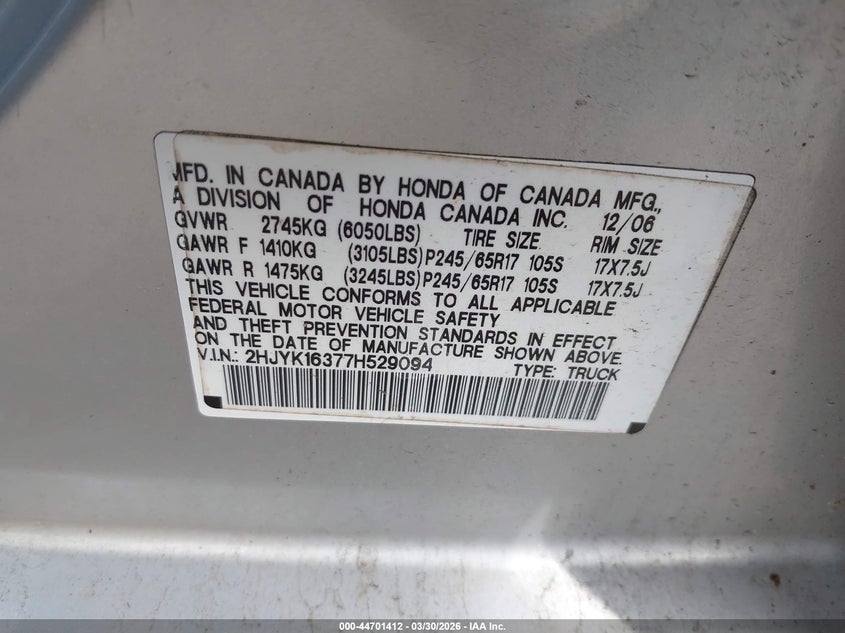 MFD. IN CANADA BY HONDA OF CANADA MFG.,
A DIVISION OF HONDA CANADA INC. 12/06
GVWR 2745KG (6050LBS) TIRE SIZE RIM SIZE
GAWR F 1410KG (3105LBS) P245/65R17 105S 17X7.5J
GAWR R 1475KG (3245LBS) P245/65R17 105S 17X7.5J
THIS VEHICLE CONFORMS TO ALL APPLICABLE
FEDERAL MOTOR VEHICLE SAFETY
AND THEFT PREVENTION STANDARDS IN EFFECT
ON THE DATE OF MANUFACTURE SHOWN ABOVE
V.I.N.: 2HJYK16377H529094 TYPE: TRUCK
000-44701412 | 03/30/2026 | IAA Inc.